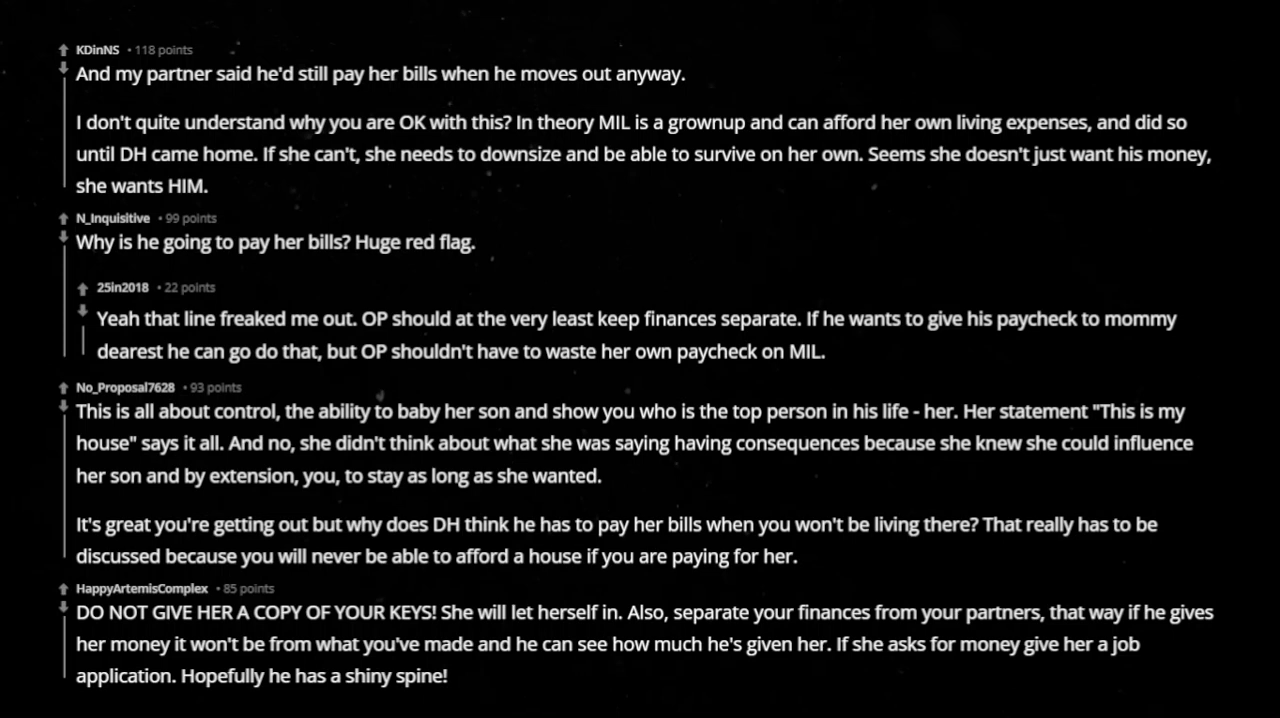 KDinNS • 118 points
And my partner said he'd still pay her bills when he moves out anyway.
I don't quite understand why you are OK with this? In theory MIL is a grownup and can afford her own living expenses, and did so
until DH came home. If she can't, she needs to downsize and be able to survive on her own. Seems she doesn't just want his money,
she wants HIM.
N_Inquisitive • 99 points
Why is he going to pay her bills? Huge red flag.
25in2018 • 22 points
Yeah that line freaked me out. OP should at the very least keep finances separate. If he wants to give his paycheck to mommy
dearest he can go do that, but OP shouldn't have to waste her own paycheck on MIL.
No_Proposal7628 • 93 points
This is all about control, the ability to baby her son and show you who is the top person in his life - her. Her statement "This is my
house" says it all. And no, she didn't think about what she was saying having consequences because she knew she could influence
her son and by extension, you, to stay as long as she wanted.
It's great you're getting out but why does DH think he has to pay her bills when you won't be living there? That really has to be
discussed because you will never be able to afford a house if you are paying for her.
HappyArtemisComplex • 85 points
DO NOT GIVE HER A COPY OF YOUR KEYS! She will let herself in. Also, separate your finances from your partners, that way if he gives
her money it won't be from what you've made and he can see how much he's given her. If she asks for money give her a job
application. Hopefully he has a shiny spine!